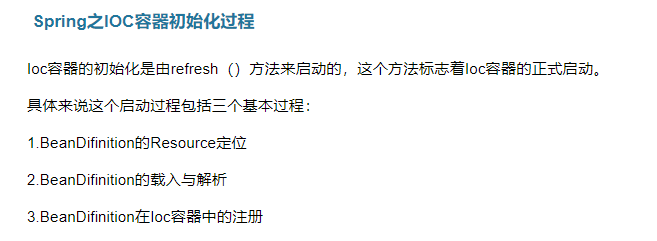 Spring之IOC容器初始化过程
Ioc容器的初始化是由refresh（）方法来启动的，这个方法标志着Ioc容器的正式启动。
具体来说这个启动过程包括三个基本过程：
1.BeanDifinition的Resource定位
2.BeanDifinition的载入与解析
3.BeanDifinition在Ioc容器中的注册